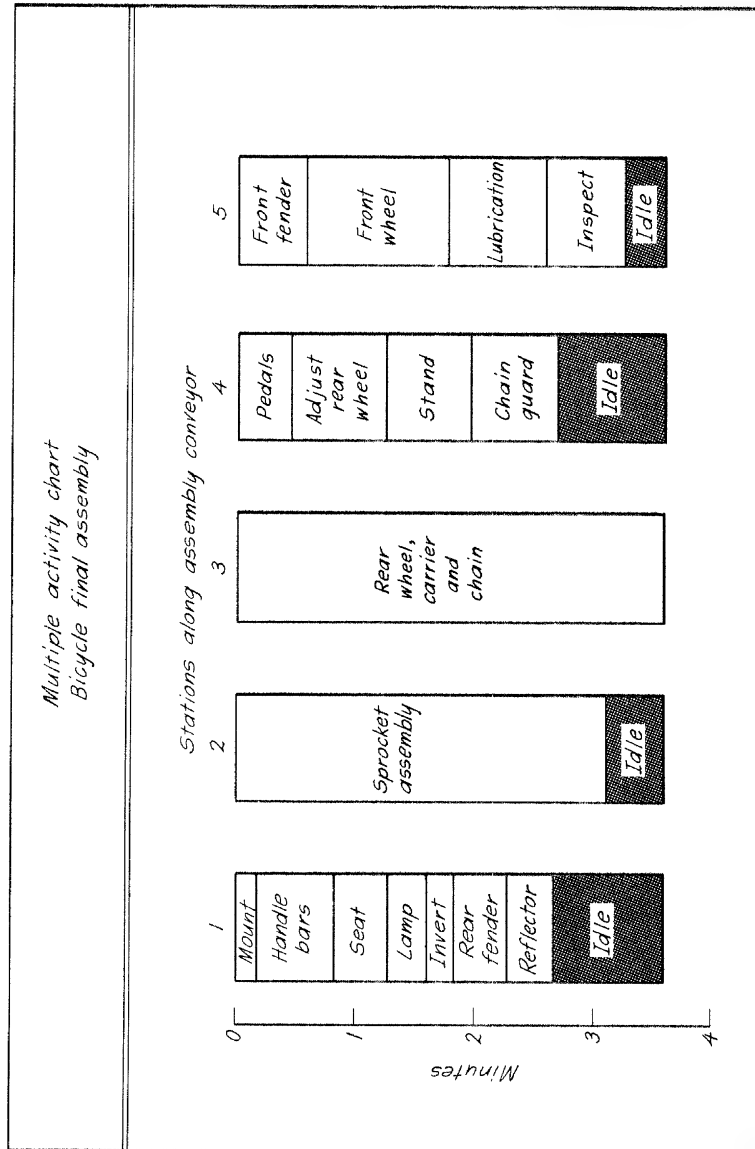 Multiple activity chart
Bicycle final assembly
Stations along assembly conveyor
1
2
3
4
5
Minutes
0
1
2
3
4
Mount
Handle
bars
Seat
Lamp
Invert
Rear
fender
Reflector
Idle
Sprocket
assembly
Idle
Rear
wheel,
carrier
and
chain
Pedals
Adjust
rear
wheel
Stand
Chain
guard
Idle
Front
fender
Front
wheel
Lubrication
Inspect
Idle